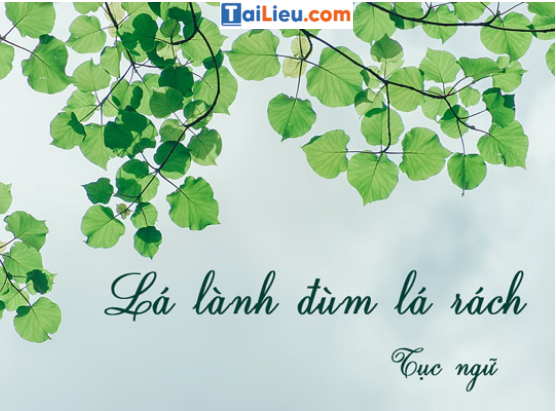 TaiLieu.com
Lá lành đùm lá rách
Tục ngữ